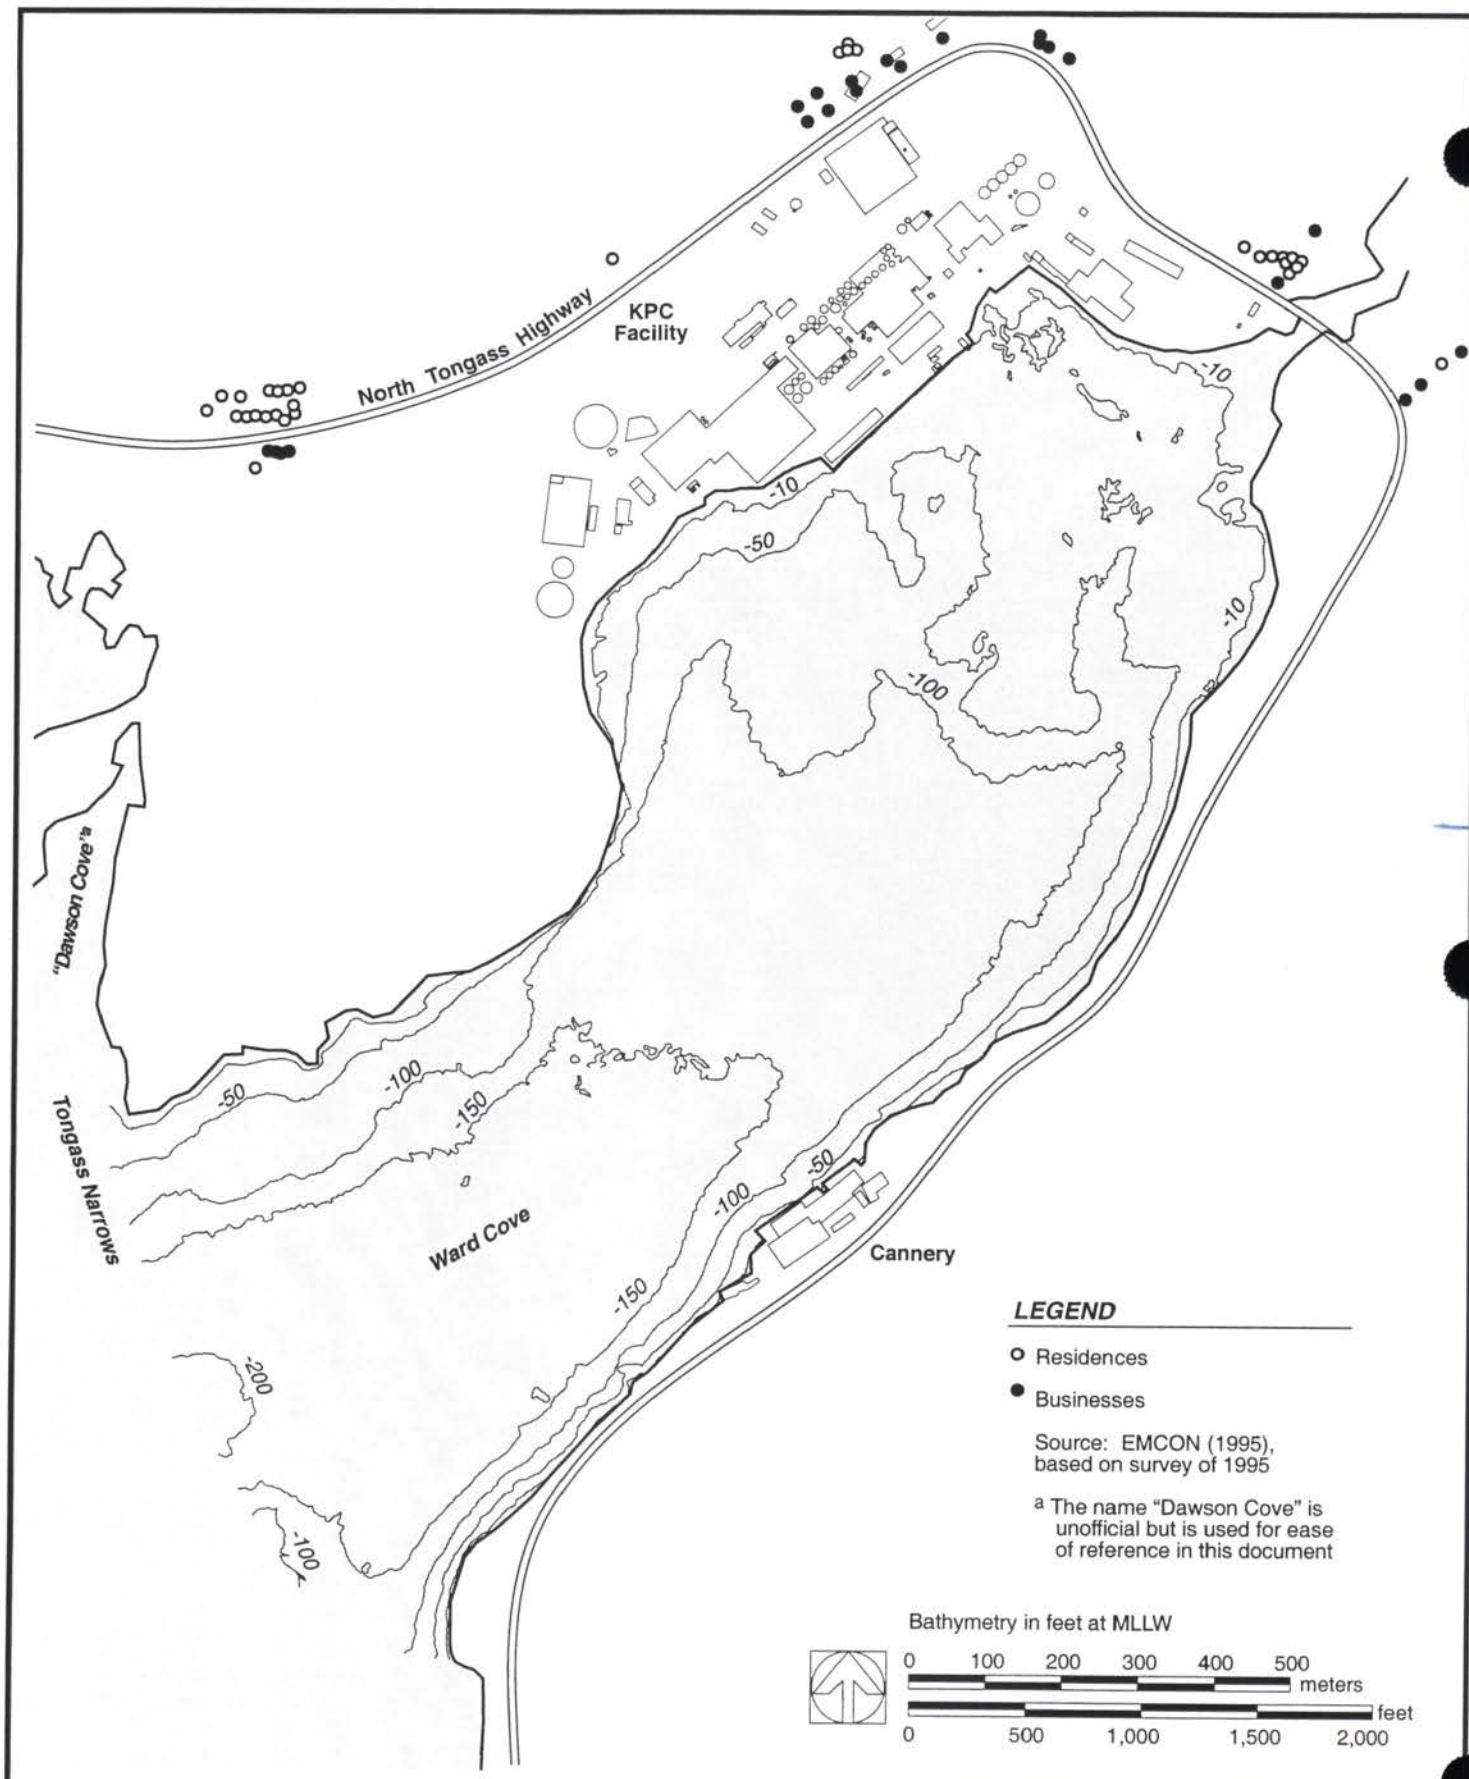 North Tongass Highway
KPC
Facility
-10
-10
-50
-10
-100
"Dawson Cove"a
-50
-100
-150
Tongass Narrows
Ward Cove
-50
-100
-150
Cannery
-200
-100
LEGEND
Residences
Businesses
Source: EMCON (1995),
based on survey of 1995
a The name "Dawson Cove" is
unofficial but is used for ease
of reference in this document
Bathymetry in feet at MLLW
0 100 200 300 400 500
meters
feet
0 500 1,000 1,500 2,000